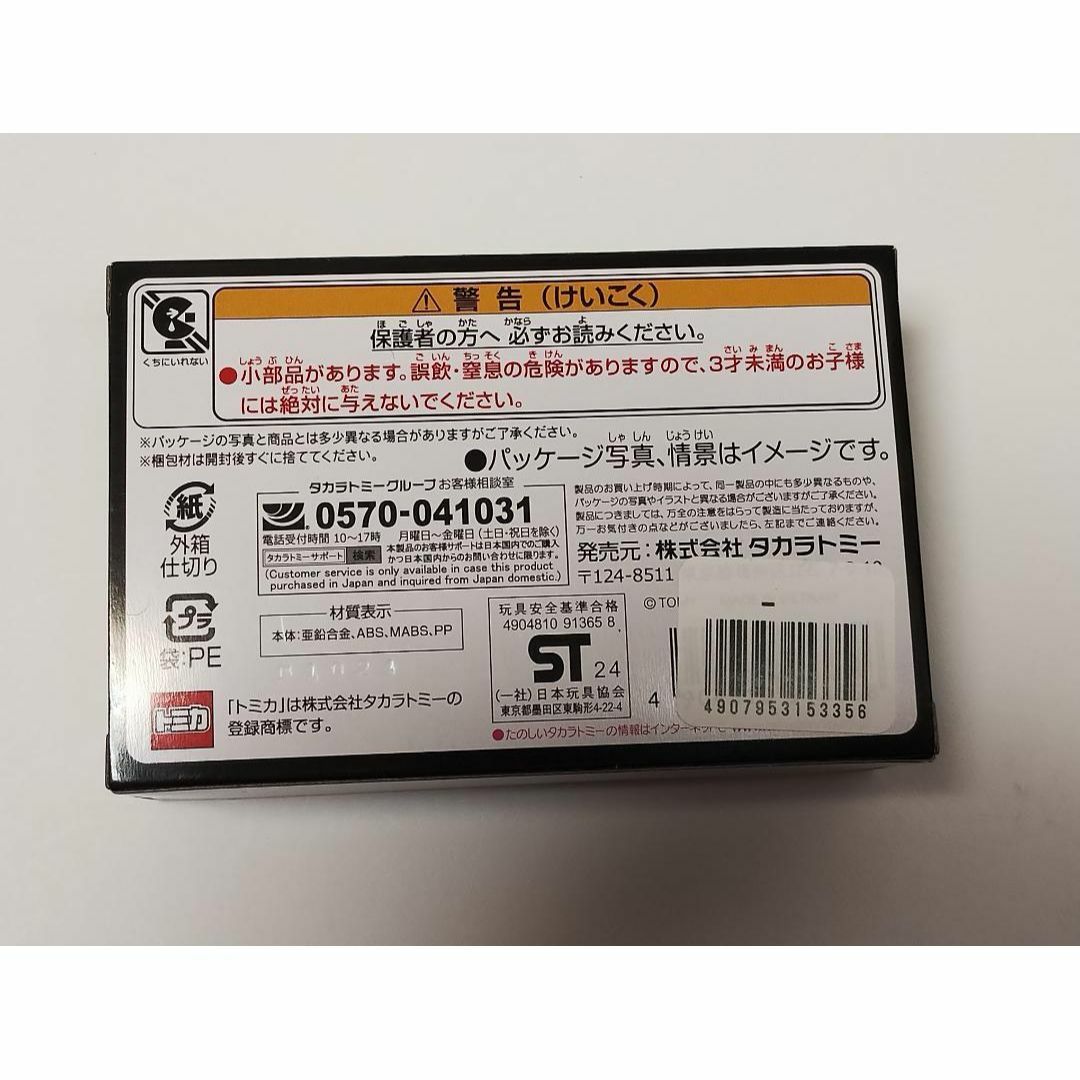 くちにいれない
⚠ 警告（けいこく）
保護者の方へ 必ずお読みください。
●小部品があります。誤飲・窒息の危険がありますので、3才未満のお子様
には絶対に与えないでください。
※パッケージの写真と商品とは多少異なる場合がありますがご了承ください。
※梱包材は開封後すぐに捨ててください。
●パッケージ写真、情景はイメージです。
紙
外箱
仕切り
プラ
袋:PE
タカラトミーグループ お客様相談室
0570-041031
電話受付時間 10～17時 月曜日～金曜日（土日・祝日を除く）
タカラトミーサポート 検索
本製品のお客様サポートは日本国内でのご購入
かつ日本国内からのお問い合わせに限ります。
(Customer service is only available in case this product
purchased in Japan and inquired from Japan domestic.)
製品のお買い上げ時期によって、同一製品の中にも多少異なるものや、
パッケージの写真やイラストと異なる場合がございますがご了承ください。
製品につきましては、万全の注意をはらって製造に当たっておりますが、
万一お気付きの点などがございましたら、左記までご連絡ください。
発売元：株式会社 タカラトミー
〒124-8511
材質表示
本体：亜鉛合金、ABS、MABS、PP
トミカ
「トミカ」は株式会社タカラトミーの
登録商標です。
玩具安全基準合格
4904810 91365 8
ST 24
（一社）日本玩具協会
東京都墨田区東駒形4-22-4
●たのしいタカラトミーの情報はインターネット
© TO
4
4907953153356